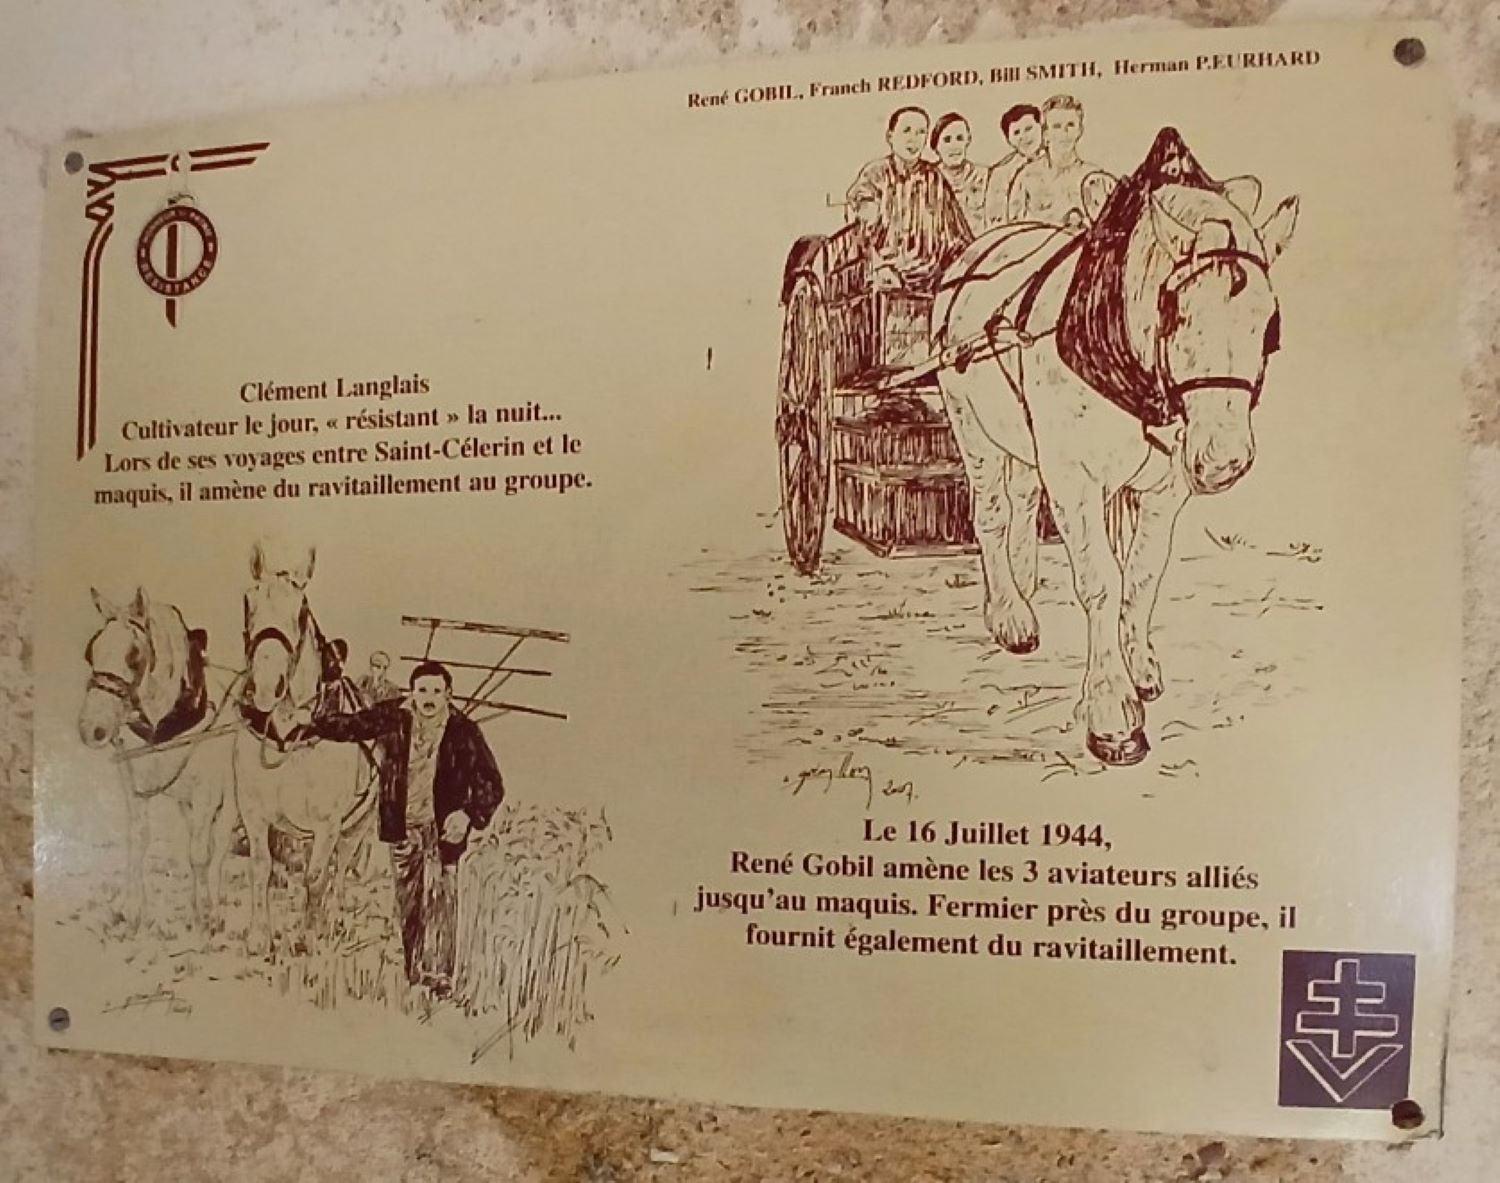 René GOBIL, Franch REDFORD, Bill SMITH, Herman P.EURHARD
RESISTANCE
Clément Langlais
Cultivateur le jour, « résistant » la nuit...
Lors de ses voyages entre Saint-Célerin et le
maquis, il amène du ravitaillement au groupe.
2007.
Le 16 Juillet 1944,
René Gobil amène les 3 aviateurs alliés
jusqu'au maquis. Fermier près du groupe, il
fournit également du ravitaillement.